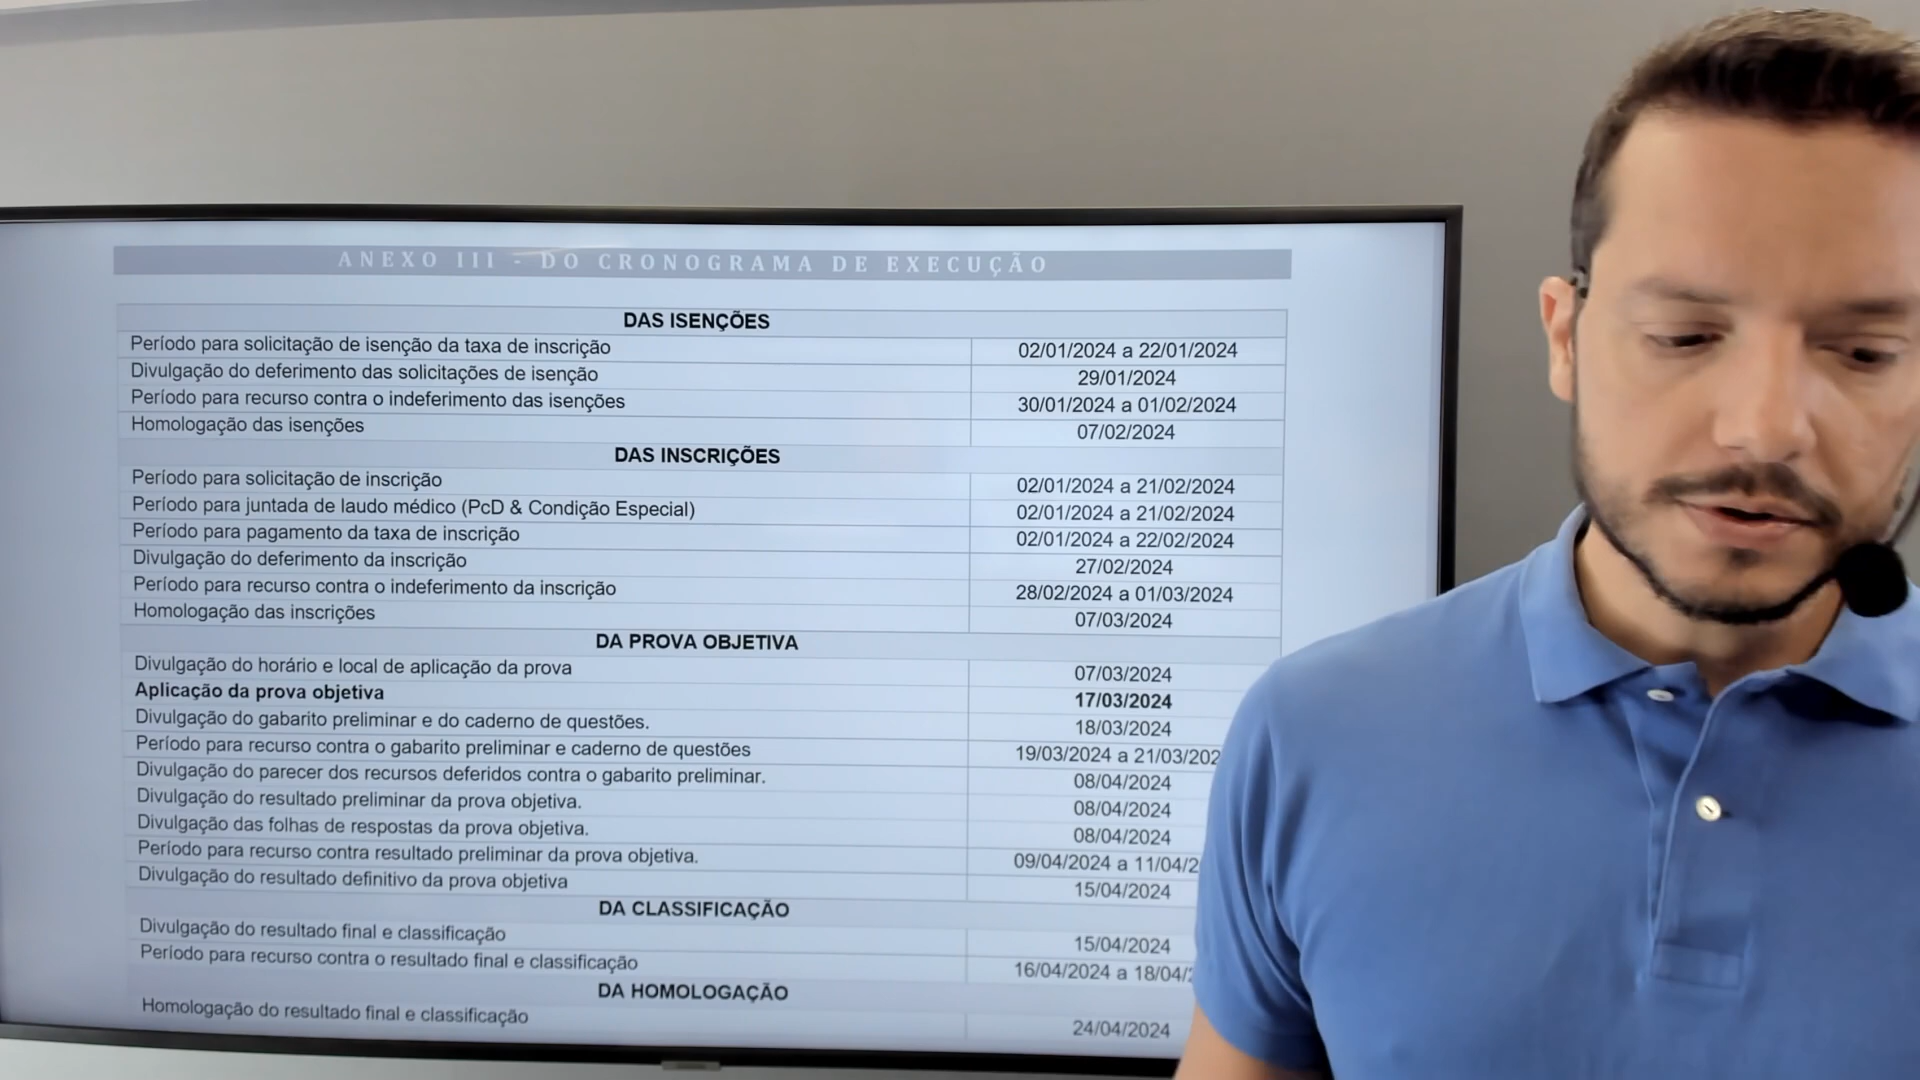 ANEXO III - DO CRONOGRAMA DE EXECUÇÃO
DAS ISENÇÕES
Período para solicitação de isenção da taxa de inscrição 02/01/2024 a 22/01/2024
Divulgação do deferimento das solicitações de isenção 29/01/2024
Período para recurso contra o indeferimento das isenções 30/01/2024 a 01/02/2024
Homologação das isenções 07/02/2024
DAS INSCRIÇÕES
Período para solicitação de inscrição 02/01/2024 a 21/02/2024
Período para juntada de laudo médico (PcD & Condição Especial) 02/01/2024 a 21/02/2024
Período para pagamento da taxa de inscrição 02/01/2024 a 22/02/2024
Divulgação do deferimento da inscrição 27/02/2024
Período para recurso contra o indeferimento da inscrição 28/02/2024 a 01/03/2024
Homologação das inscrições 07/03/2024
DA PROVA OBJETIVA
Divulgação do horário e local de aplicação da prova 07/03/2024
Aplicação da prova objetiva 17/03/2024
Divulgação do gabarito preliminar e do caderno de questões. 18/03/2024
Período para recurso contra o gabarito preliminar e caderno de questões 19/03/2024 a 21/03/202
Divulgação do parecer dos recursos deferidos contra o gabarito preliminar. 08/04/2024
Divulgação do resultado preliminar da prova objetiva. 08/04/2024
Divulgação das folhas de respostas da prova objetiva. 08/04/2024
Período para recurso contra resultado preliminar da prova objetiva. 09/04/2024 a 11/04/2
Divulgação do resultado definitivo da prova objetiva 15/04/2024
DA CLASSIFICAÇÃO
Divulgação do resultado final e classificação 15/04/2024
Período para recurso contra o resultado final e classificação 16/04/2024 a 18/04/2
DA HOMOLOGAÇÃO
Homologação do resultado final e classificação 24/04/2024